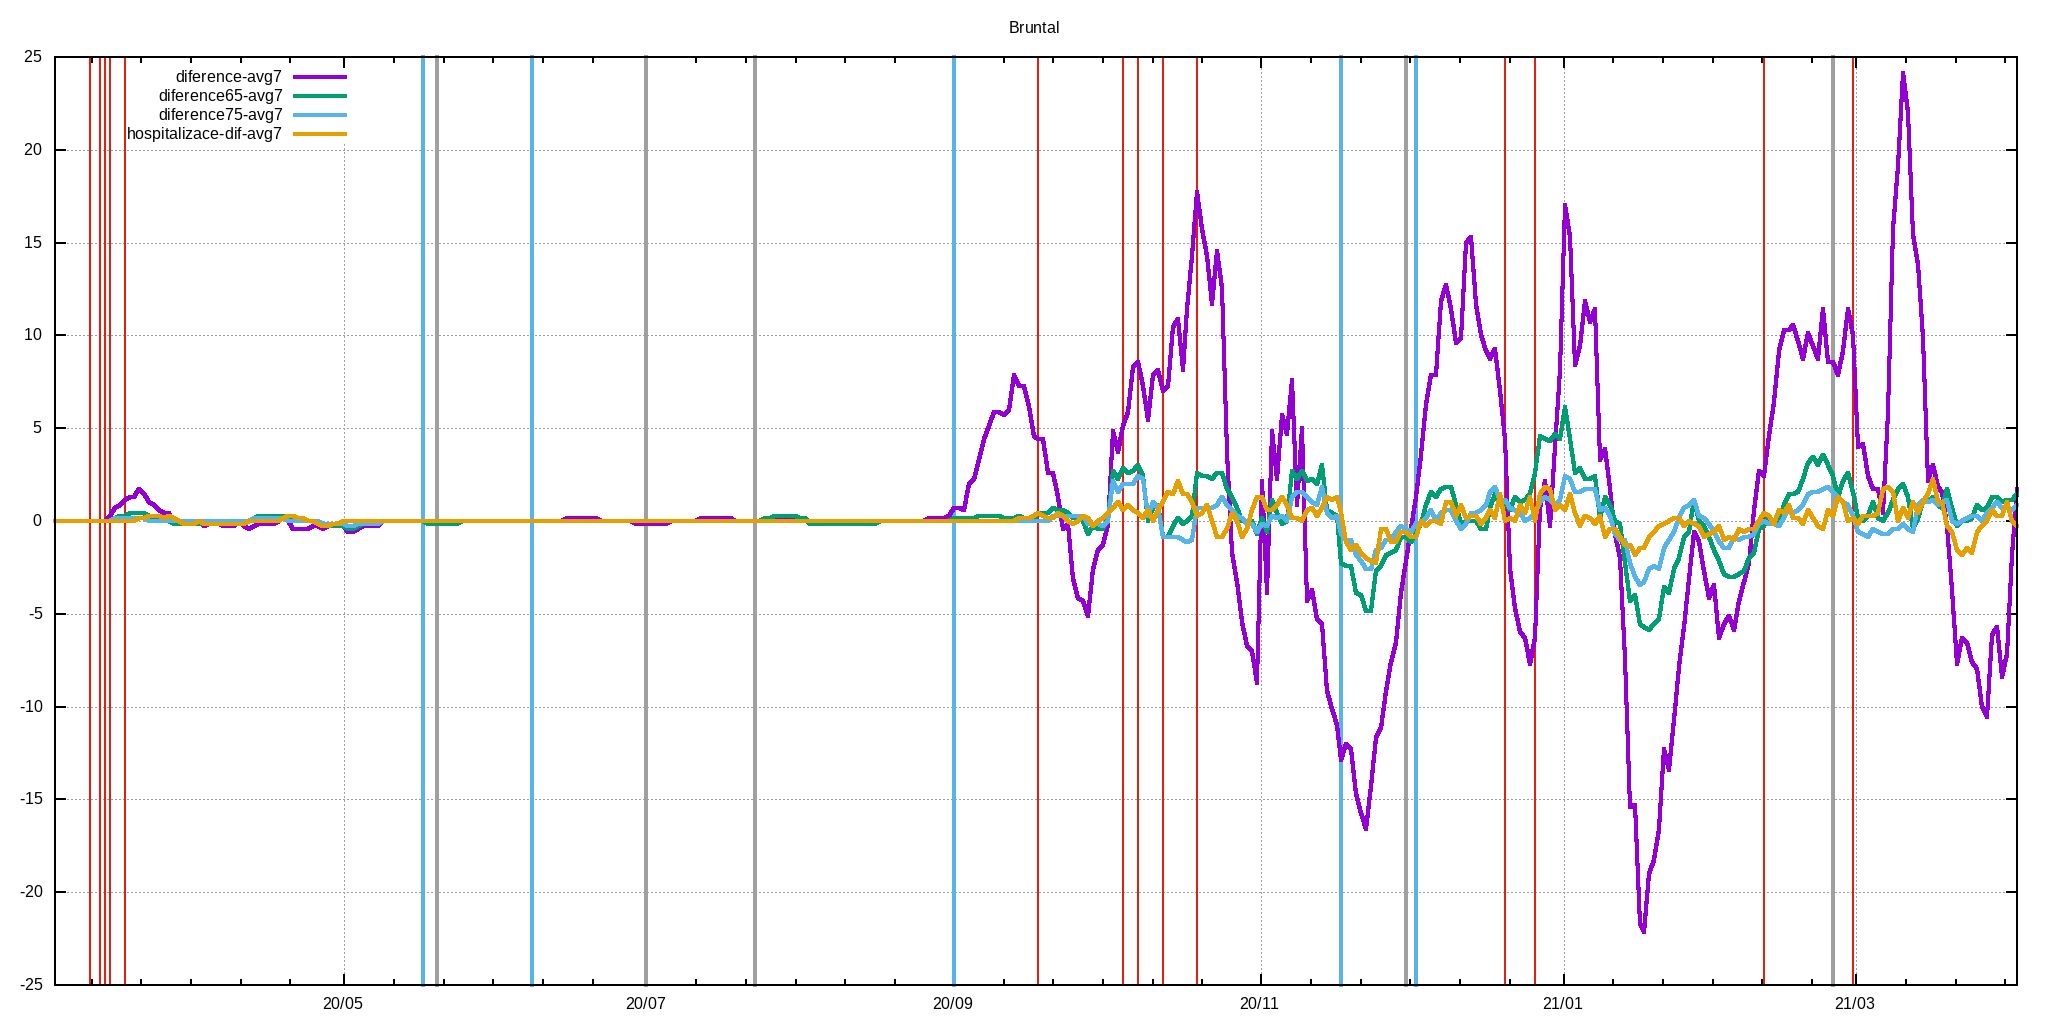 Bruntal
25
diference-avg7
diference65-avg7
diference75-avg7
hospitalizace-dif-avg7
20
15
10
5
0
-5
-10
-15
-20
-25
20/05 20/07 20/09 20/11 21/01 21/03